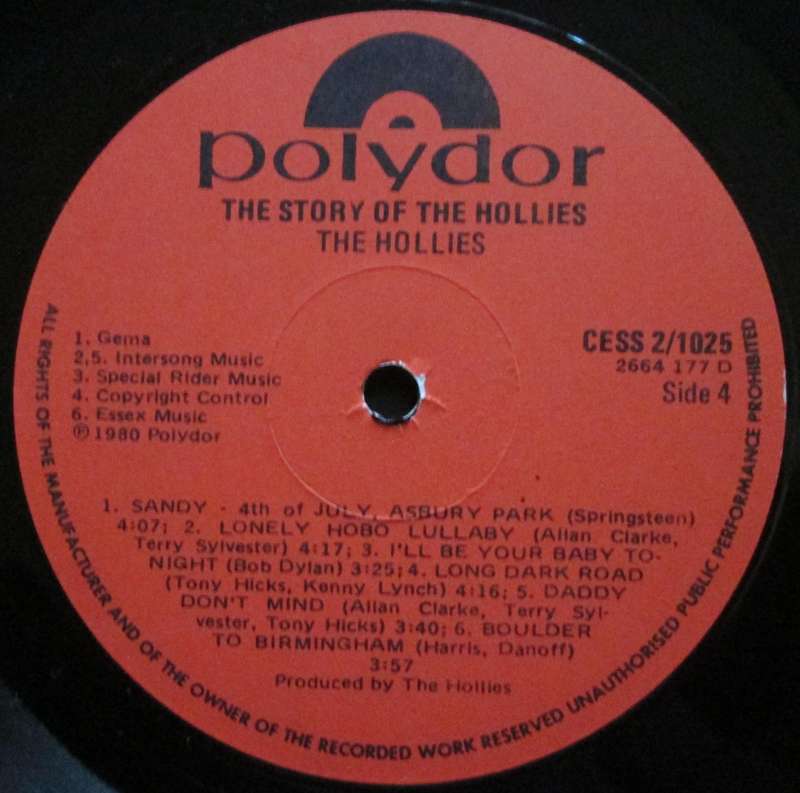 polydor
THE STORY OF THE HOLLIES
THE HOLLIES
1. Gema
2,5. Intersong Music
3. Special Rider Music
4. Copyright Control
6. Essex Music
℗ 1980 Polydor
CESS 2/1025
2664 177 D
Side 4
1. SANDY - 4th of JULY, ASBURY PARK (Springsteen)
4:07; 2. LONELY HOBO LULLABY (Allan Clarke,
Terry Sylvester) 4:17; 3. I'LL BE YOUR BABY TO-
NIGHT (Bob Dylan) 3:25; 4. LONG DARK ROAD
(Tony Hicks, Kenny Lynch) 4:16; 5. DADDY
DON'T MIND (Allan Clarke, Terry Syl-
vester, Tony Hicks) 3:40; 6. BOULDER
TO BIRMINGHAM (Harris, Danoff)
3:57
Produced by The Hollies
ALL RIGHTS OF THE MANUFACTURER AND OF THE OWNER OF THE RECORDED WORK RESERVED UNAUTHORISED PUBLIC PERFORMANCE PROHIBITED